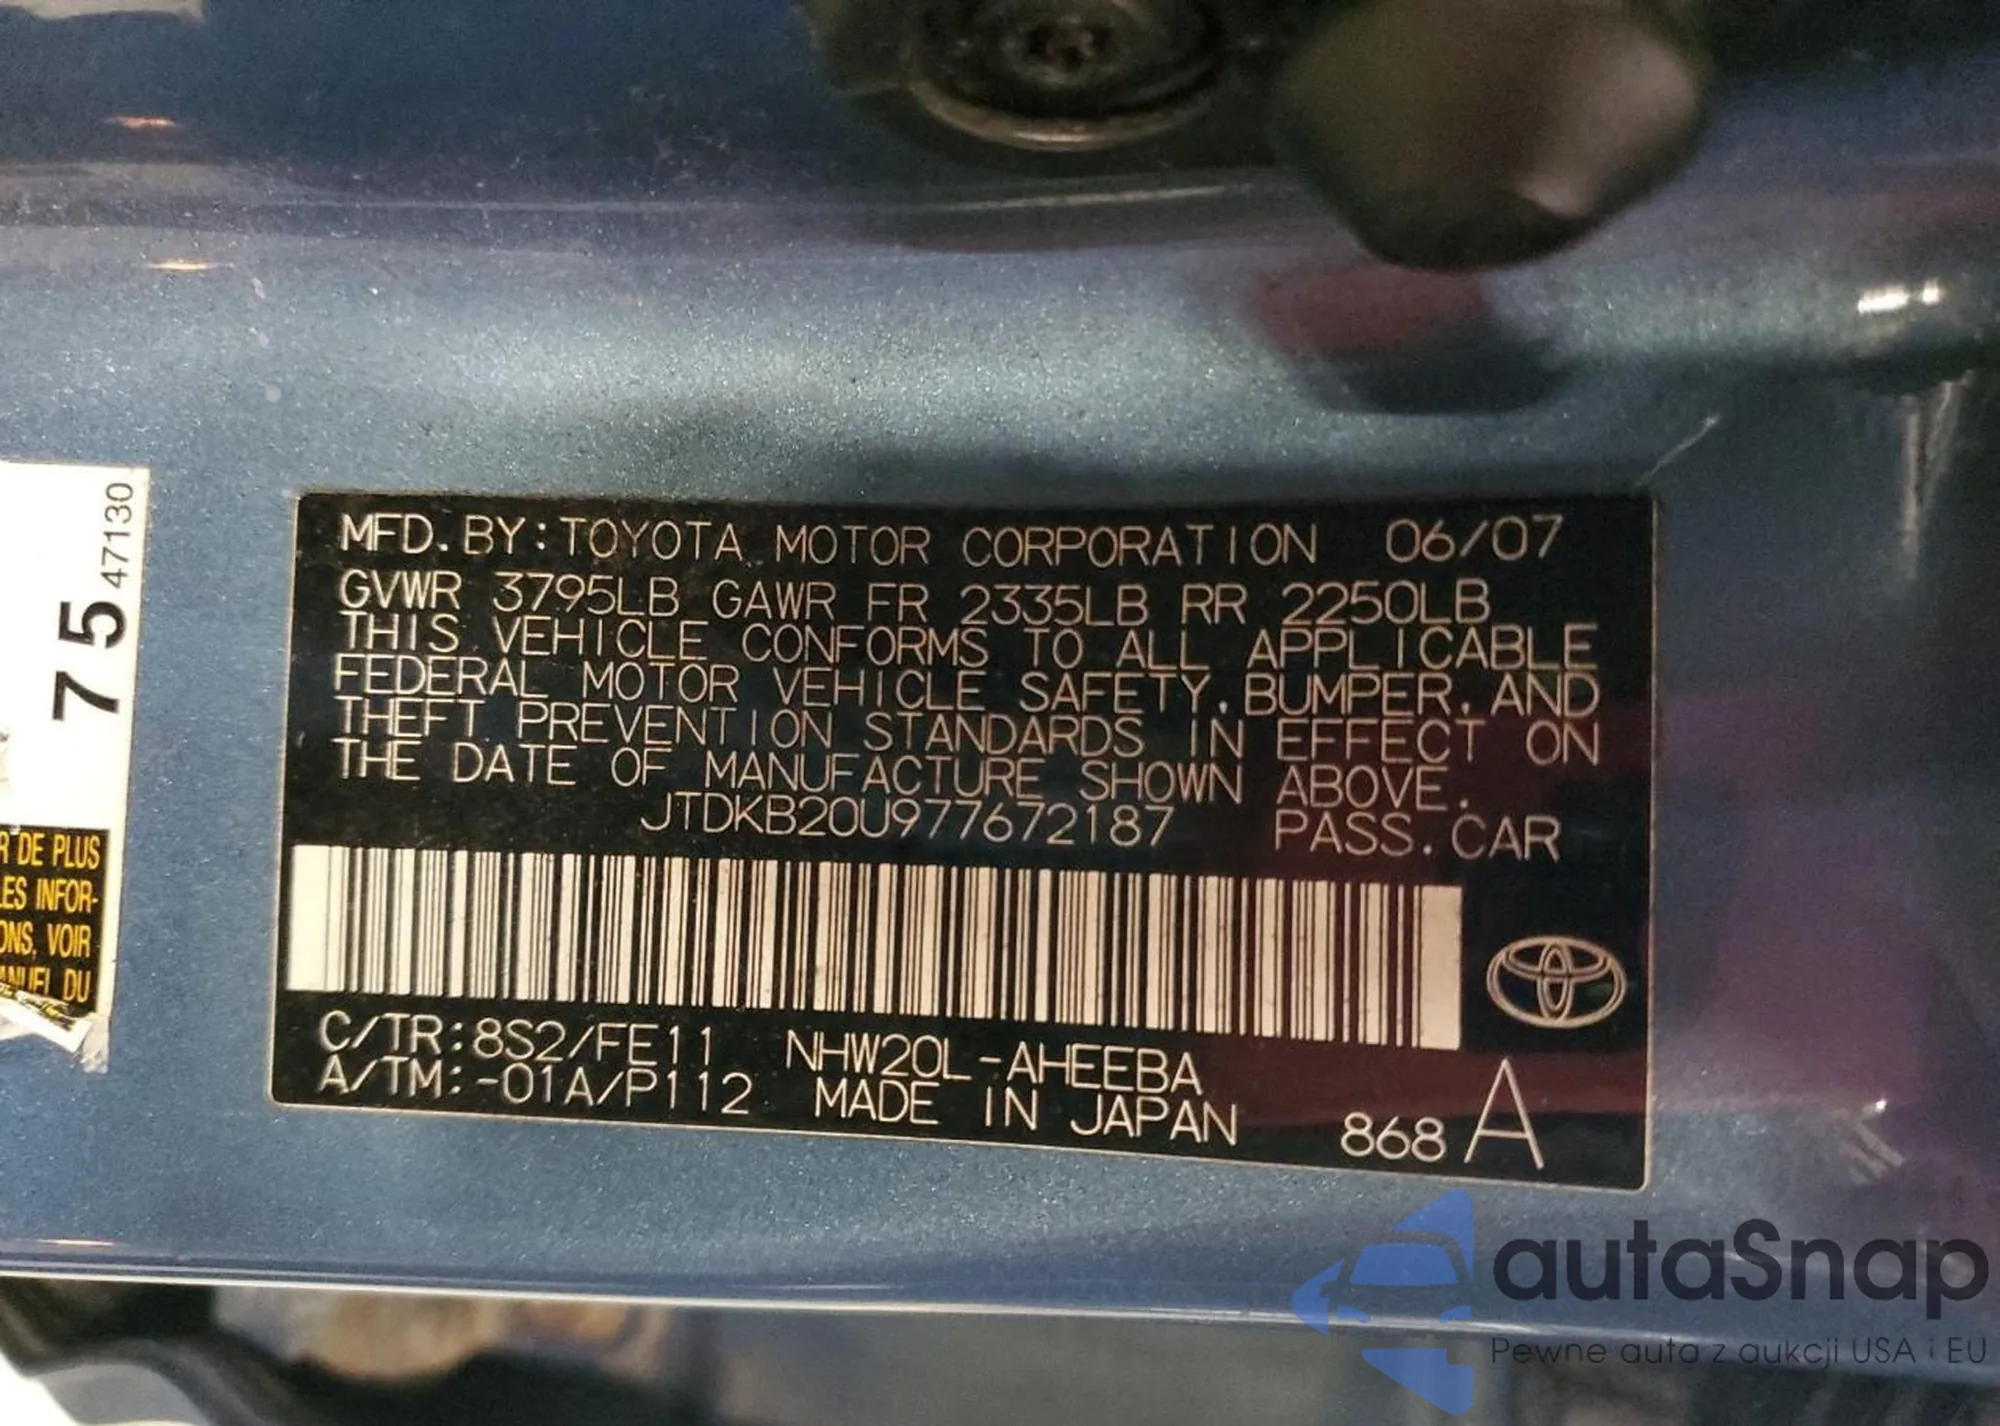 MFD. BY: TOYOTA MOTOR CORPORATION 06/07
GVWR 3795LB GAWR FR 2335LB RR 2250LB
THIS VEHICLE CONFORMS TO ALL APPLICABLE
FEDERAL MOTOR VEHICLE SAFETY, BUMPER, AND
THEFT PREVENTION STANDARDS IN EFFECT ON
THE DATE OF MANUFACTURE SHOWN ABOVE.
JTDKB20U977672187 PASS. CAR
C/TR: 8S2/FE11 NHW20L-AHEEBA
A/TM: -01A/P112 MADE IN JAPAN 868 A
75 47130
R DE PLUS
LES INFOR-
ONS, VOIR
ANUEL DU
autaSnap
Pewne auta z aukcji USA i EU